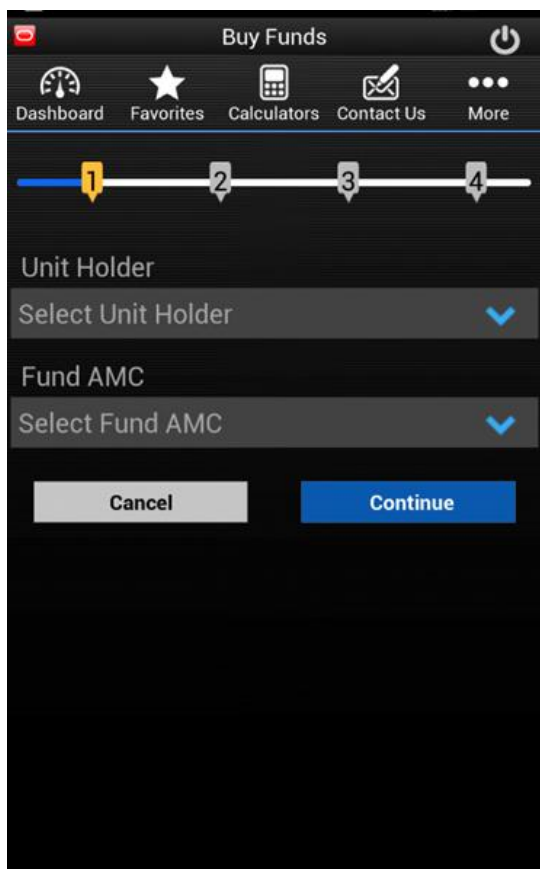 Buy Funds
Dashboard Favorites Calculators Contact Us More
1 2 3 4
Unit Holder
Select Unit Holder
Fund AMC
Select Fund AMC
Cancel Continue